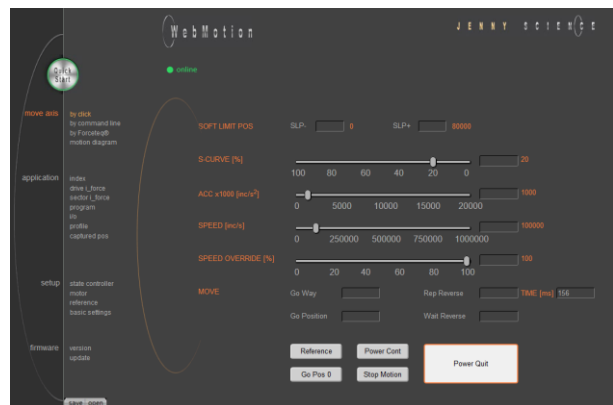 WebMotion
JENNY SCIENCE
Quick Start
online
move axis
by click
by command line
by Forceteq®
motion diagram
application
index
drive i_force
sector i_force
program
i/o
profile
captured pos
setup
state controller
motor
reference
basic settings
firmware
version
update
save open
SOFT LIMIT POS SLP- 0 SLP+ 80000
S-CURVE [%] 20
100 80 60 40 20 0
ACC x1000 [inc/s²] 1000
0 5000 10000 15000 20000
SPEED [inc/s] 100000
0 250000 500000 750000 1000000
SPEED OVERRIDE [%] 100
0 20 40 60 80 100
MOVE Go Way Rep Reverse TIME [ms] 156
Go Position Wait Reverse
Reference Power Cont Power Quit
Go Pos 0 Stop Motion